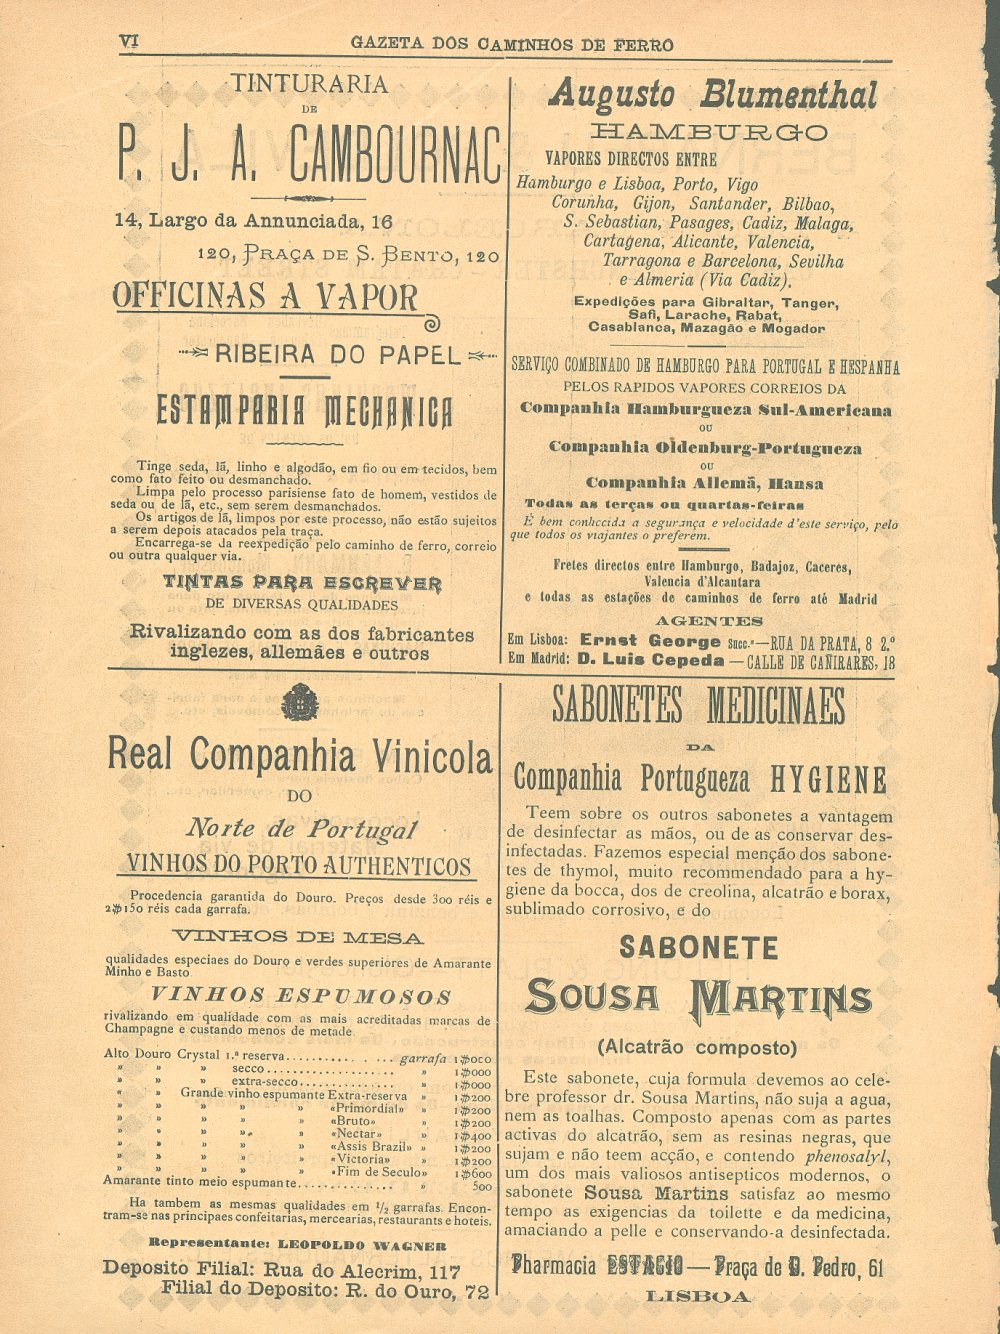 VI
GAZETA DOS CAMINHOS DE FERRO
TINTURARIA
DE
P. J. A. CAMBOURNAC
14, Largo da Annunciada, 16
120, PRAÇA DE S. BENTO, 120
OFFICINAS A VAPOR
RIBEIRA DO PAPEL
ESTAMPARIA MECHANICA
Tinge seda, lã, linho e algodão, em fio ou em tecidos, bem
como fato feito ou desmanchado.
Limpa pelo processo parisiense fato de homem, vestidos de
seda ou de lã, etc., sem serem desmanchados.
Os artigos de lã, limpos por este processo, não estão sujeitos
a serem depois atacados pela traça.
Encarrega-se da reexpedição pelo caminho de ferro, correio
ou outra qualquer via.
TINTAS PARA ESCREVER
DE DIVERSAS QUALIDADES
Rivalizando com as dos fabricantes
inglezes, allemães e outros
Augusto Blumenthal
HAMBURGO
VAPORES DIRECTOS ENTRE
Hamburgo e Lisboa, Porto, Vigo
Corunha, Gijon, Santander, Bilbao,
S. Sebastian, Pasages, Cadiz, Malaga,
Cartagena, Alicante, Valencia,
Tarragona e Barcelona, Sevilha
e Almeria (Via Cadiz).
Expedições para Gibraltar, Tanger,
Safi, Larache, Rabat,
Casablanca, Mazagão e Mogador
SERVIÇO COMBINADO DE HAMBURGO PARA PORTUGAL E HESPANHA
PELOS RAPIDOS VAPORES CORREIOS DA
Companhia Hamburgueza Sul-Americana
OU
Companhia Oldenburg-Portugueza
OU
Companhia Allemã, Hansa
Todas as terças ou quartas-feiras
É bem conhecida a segurança e velocidade d'este serviço, pelo
que todos os viajantes o preferem.
Fretes directos entre Hamburgo, Badajoz, Caceres,
Valencia d'Alcantara
e todas as estações de caminhos de ferro até Madrid
AGENTES
Em Lisboa: Ernst George Succ.ª—RUA DA PRATA, 8 2.º
Em Madrid: D. Luis Cepeda—CALLE DE CAÑIRARES, 18
Real Companhia Vinicola
DO
Norte de Portugal
VINHOS DO PORTO AUTHENTICOS
Procedencia garantida do Douro. Preços desde 300 réis e
2$150 réis cada garrafa.
VINHOS DE MESA
qualidades especiaes do Douro e verdes superiores de Amarante
Minho e Basto
VINHOS ESPUMOSOS
rivalizando em qualidade com as mais acreditadas marcas de
Champagne e custando menos de metade
Alto Douro Crystal 1.ª reserva.................. garrafa 1$000
» » » secco.................... » 1$000
» » » extra-secco............... » 1$000
» » Grande vinho espumante Extra-reserva » 1$200
» » » » » «Primordial» » 1$200
» » » » » «Bruto» » 1$200
» » » » » «Nectar» » 1$400
» » » » » «Assis Brazil» » 1$200
» » » » » «Victoria» » 1$200
» » » » » «Fim de Seculo» » 1$600
Amarante tinto meio espumante............... » 500
Ha tambem as mesmas qualidades em 1/2 garrafas. Encon-
tram-se nas principaes confeitarias, mercearias, restaurants e hoteis.
Representante: LEOPOLDO WAGNER
Deposito Filial: Rua do Alecrim, 117
Filial do Deposito: R. do Ouro, 72
SABONETES MEDICINAES
DA
Companhia Portugueza HYGIENE
Teem sobre os outros sabonetes a vantagem
de desinfectar as mãos, ou de as conservar des-
infectadas. Fazemos especial menção dos sabone-
tes de thymol, muito recommendado para a hy-
giene da bocca, dos de creolina, alcatrão e borax,
sublimado corrosivo, e do
SABONETE
SOUSA MARTINS
(Alcatrão composto)
Este sabonete, cuja formula devemos ao cele-
bre professor dr. Sousa Martins, não suja a agua,
nem as toalhas. Composto apenas com as partes
activas do alcatrão, sem as resinas negras, que
sujam e não teem acção, e contendo phenosalyl,
um dos mais valiosos antisepticos modernos, o
sabonete Sousa Martins satisfaz ao mesmo
tempo as exigencias da toilette e da medicina,
amaciando a pelle e conservando-a desinfectada.
Pharmacia ESTACIO—Praça de D. Pedro, 61
LISBOA